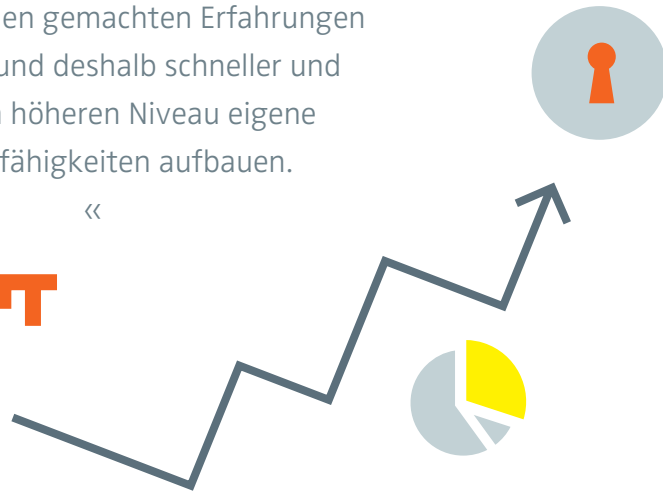 en gemachten Erfahrungen
und deshalb schneller und
höheren Niveau eigene
fähigkeiten aufbauen.
«